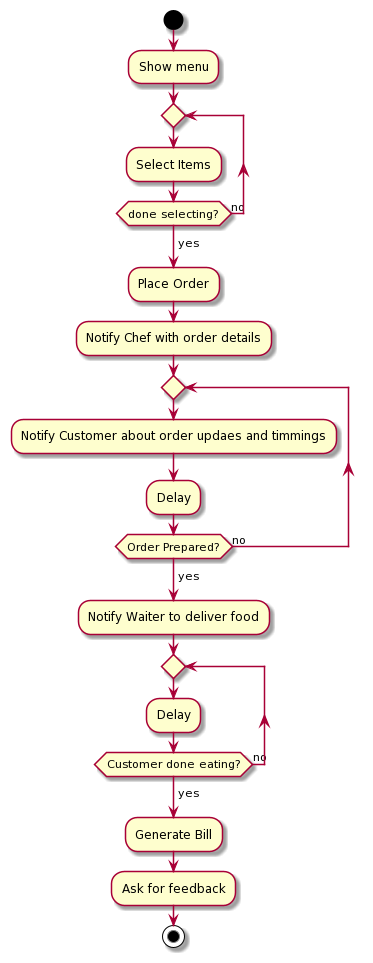 Show menu
Select Items
done selecting?
no
yes
Place Order
Notify Chef with order details
Notify Customer about order updaes and timmings
Delay
Order Prepared?
no
yes
Notify Waiter to deliver food
Delay
Customer done eating?
no
yes
Generate Bill
Ask for feedback